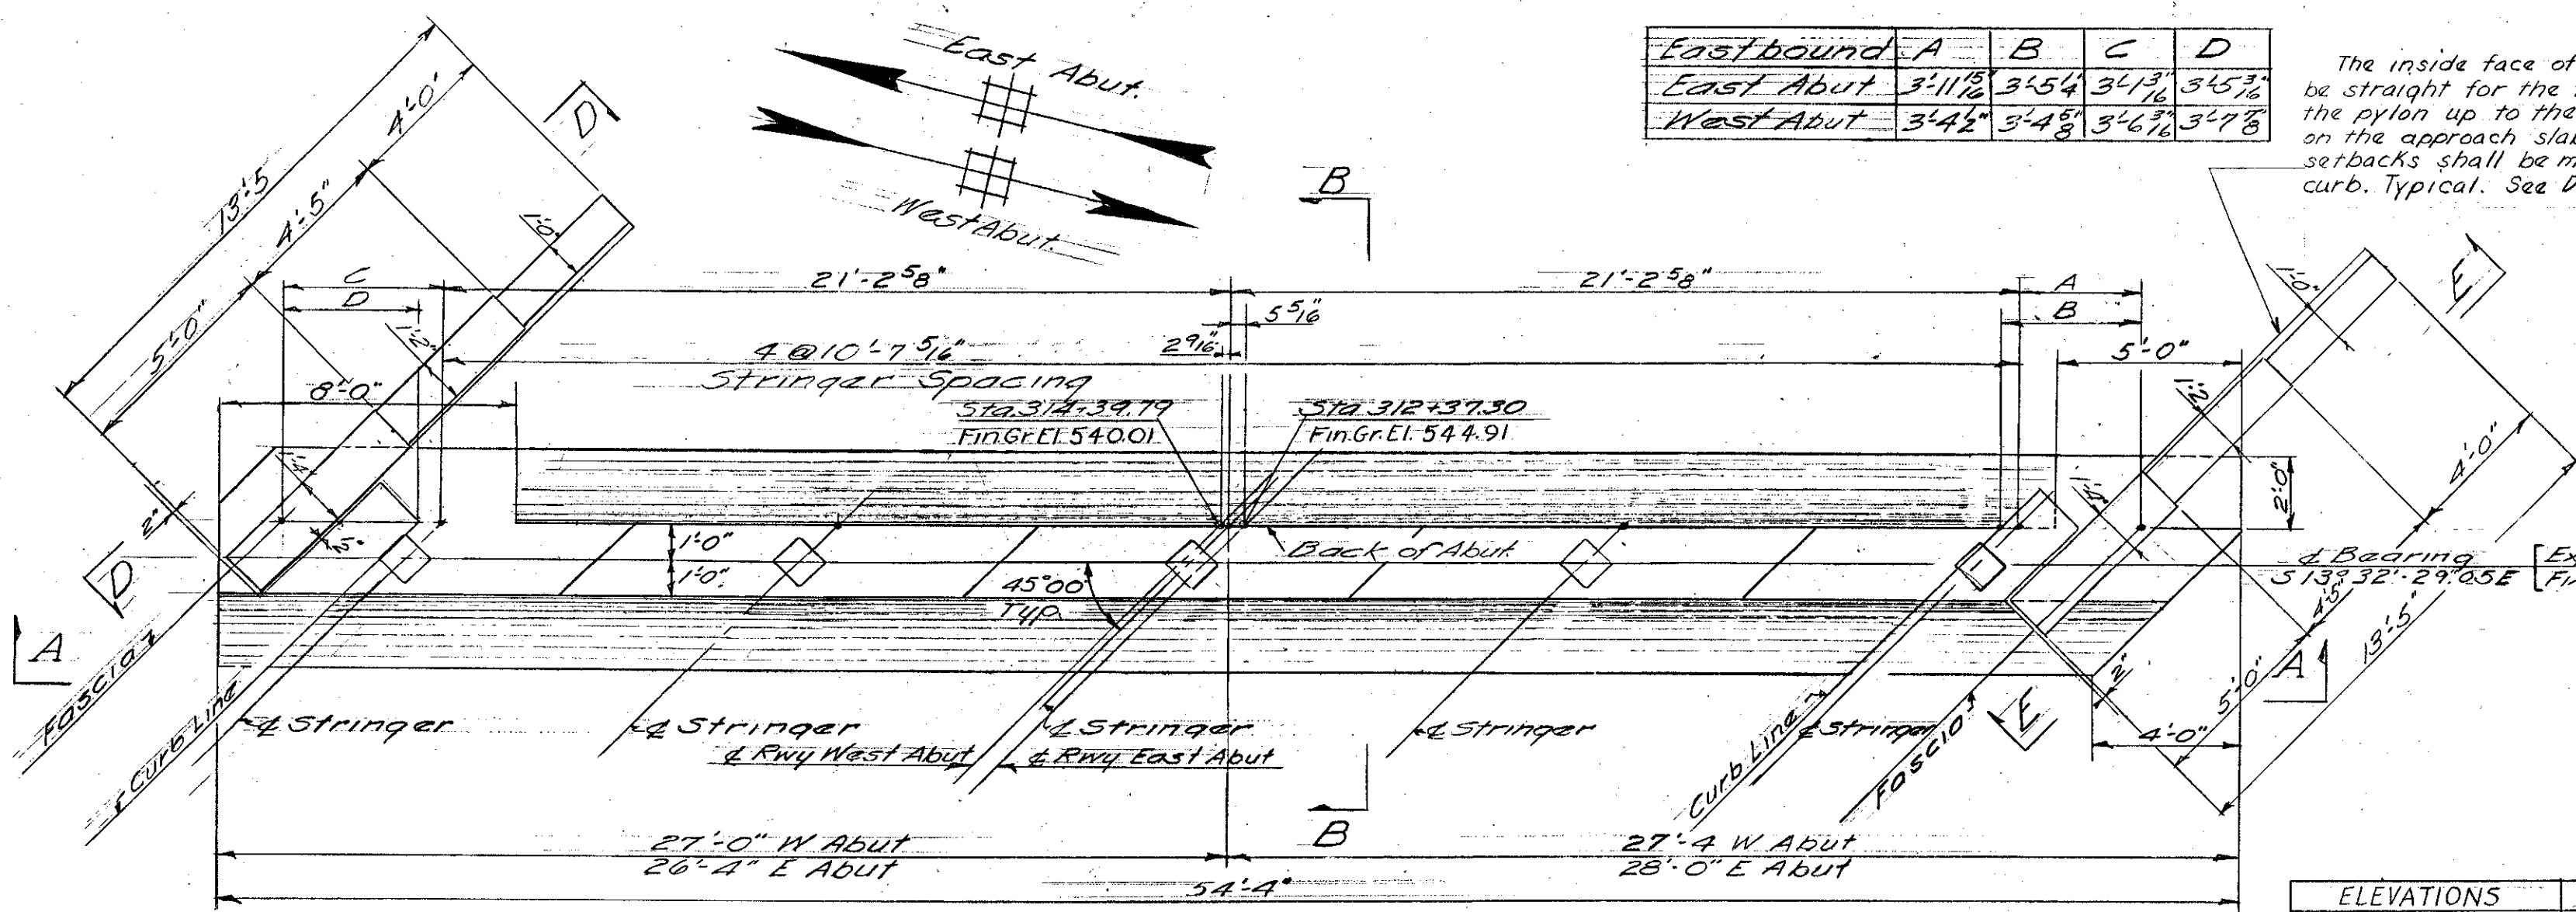 Eastbound A B C D
East Abut 3'-11 15/16" 3'-5 1/4" 3'-1 3/16" 3'-5 3/16"
West Abut 3'-4 1/2" 3'-4 5/8" 3'-6 3/16" 3'-7 7/8"
The inside face of
be straight for the
the pylon up to the
on the approach slab
setbacks shall be m
curb. Typical. See D
East Abut.
West Abut.
13'-5
4'-0"
4'-5"
5'-0"
D
1'-0"
C
D
1'-2"
8'-0"
B
21'-2 5/8"
21'-2 5/8"
A
B
5 5/16
2 9/16
4 @ 10'-7 5/16"
Stringer Spacing
5'-0"
1'-0"
E
1'-2"
4'-0"
Sta. 314+39.79
Fin Gr. El. 540.01
Sta 312+37.30
Fin Gr. El. 544.91
1'-4"
2"
2"
D
1'-0"
1'-0"
45°00'
Typ.
Back of Abut
1'-4"
2'-0"
℄ Bearing
S 13°32'-29.05 E
4'-5"
13'-5"
5'-0"
2"
4'-0"
A
A
Fascia
Curb Line
℄ Stringer
℄ Stringer
℄ Stringer
℄ Stringer
℄ Stringer
℄ Rwy West Abut
℄ Rwy East Abut
Curb Line
Fascia
E
B
27'-0" W Abut
26'-4" E Abut
27'-4 W Abut
28'-0" E Abut
54'-4"
ELEVATIONS